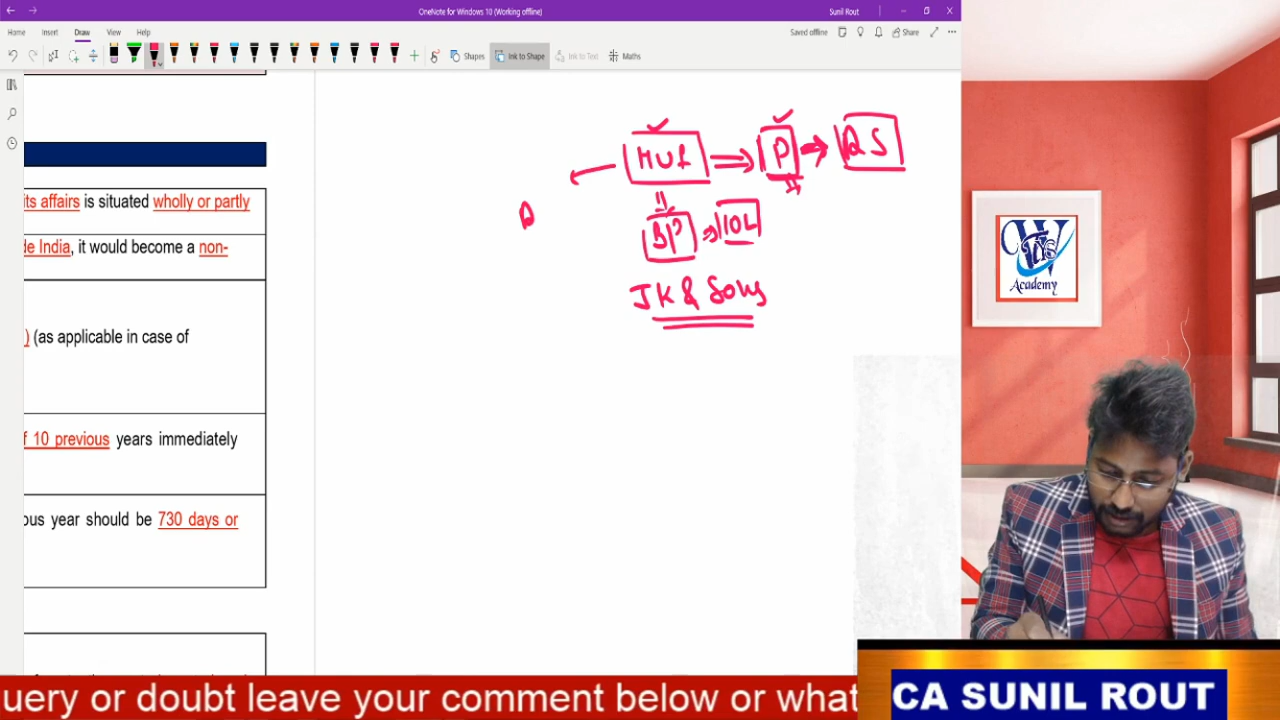 OneNote for Windows 10 (Working offline)
Sunil Rout
Home Insert Draw View Help
Saved offline
Share
Shapes
Ink to Shape
Ink to Text
Maths
its affairs is situated wholly or partly
de India, it would become a non-
) (as applicable in case of
f 10 previous years immediately
ous year should be 730 days or
HUF
P
RS
BP
10L
JK & Sons
Academy
uery or doubt leave your comment below or what
CA SUNIL ROUT